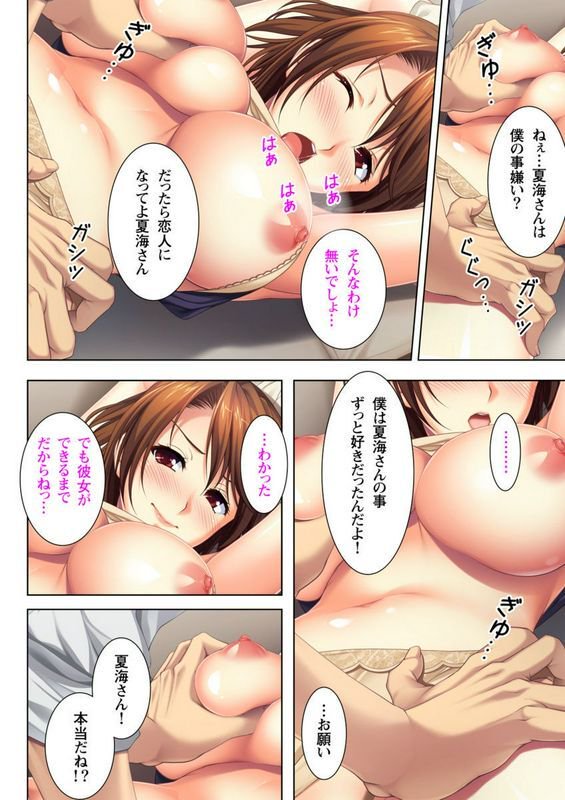 ねぇ…夏海さんは
僕の事嫌い？
ぎゅ…
ぐぐっ…
ガシッ
そんなわけ
無いでしょ…
はぁ
はぁ
はぁ
ぎゅ…
だったら恋人に
なってよ夏海さん
ガシッ
………
僕は夏海さんの事
ずっと好きだったんだよ！
ぎゅ…
…お願い
…わかった
でも彼女が
できるまで
だからねっ…
夏海さん！
本当だね！？